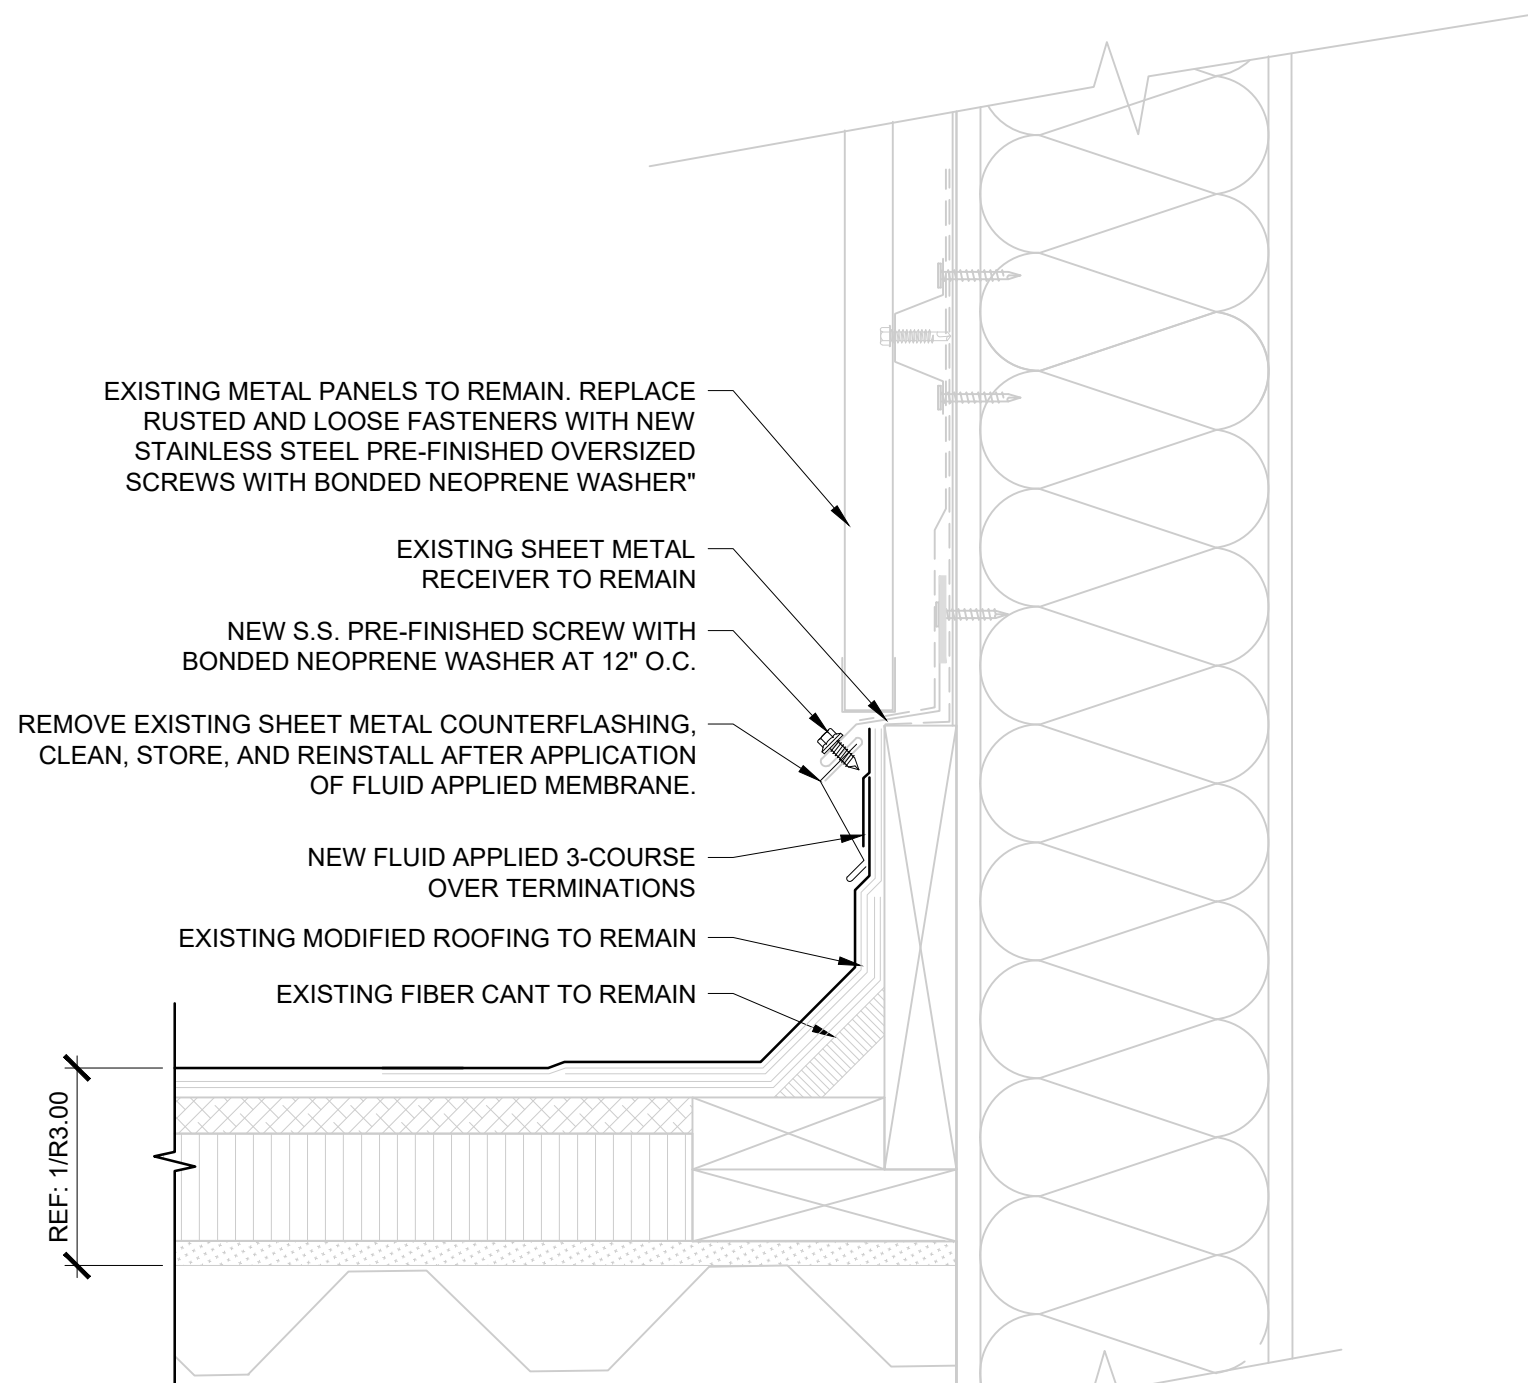 EXISTING METAL PANELS TO REMAIN. REPLACE
RUSTED AND LOOSE FASTENERS WITH NEW
STAINLESS STEEL PRE-FINISHED OVERSIZED
SCREWS WITH BONDED NEOPRENE WASHER"
EXISTING SHEET METAL
RECEIVER TO REMAIN
NEW S.S. PRE-FINISHED SCREW WITH
BONDED NEOPRENE WASHER AT 12" O.C.
REMOVE EXISTING SHEET METAL COUNTERFLASHING,
CLEAN, STORE, AND REINSTALL AFTER APPLICATION
OF FLUID APPLIED MEMBRANE.
NEW FLUID APPLIED 3-COURSE
OVER TERMINATIONS
EXISTING MODIFIED ROOFING TO REMAIN
EXISTING FIBER CANT TO REMAIN
REF: 1/R3.00